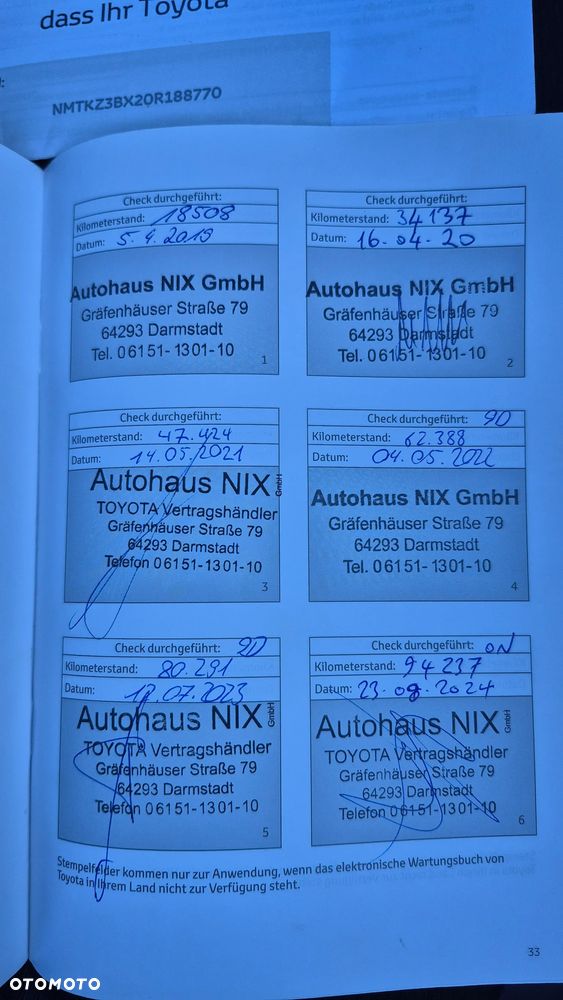 dass Ihr Toyota
NMTKZ3BX20R188770
Check durchgeführt:
Kilometerstand: 18508
Datum: 5.4.2019
Autohaus NIX GmbH
Gräfenhäuser Straße 79
64293 Darmstadt
Tel. 06151-1301-10
1
Check durchgeführt:
Kilometerstand: 34137
Datum: 16.04.20
Autohaus NIX GmbH
Gräfenhäuser Straße 79
64293 Darmstadt
Tel. 06151-1301-10
2
Check durchgeführt:
Kilometerstand: 47.424
Datum: 14.05.2021
Autohaus NIX GmbH
TOYOTA Vertragshändler
Gräfenhäuser Straße 79
64293 Darmstadt
Telefon 06151-1301-10
3
Check durchgeführt:
Kilometerstand: 62.388
Datum: 04.05.2022
Autohaus NIX GmbH
Gräfenhäuser Straße 79
64293 Darmstadt
Tel. 06151-1301-10
4
Check durchgeführt:
Kilometerstand: 80.291
Datum: .07.2023
Autohaus NIX GmbH
TOYOTA Vertragshändler
Gräfenhäuser Straße 79
64293 Darmstadt
Telefon 06151-1301-10
5
Check durchgeführt: ON
Kilometerstand: 94237
Datum: 23.08.2024
Autohaus NIX GmbH
TOYOTA Vertragshändler
Gräfenhäuser Straße 79
64293 Darmstadt
Telefon 06151-1301-10
6
Stempelfelder kommen nur zur Anwendung, wenn das elektronische Wartungsbuch von
Toyota in Ihrem Land nicht zur Verfügung steht.
33
OTOMOTO